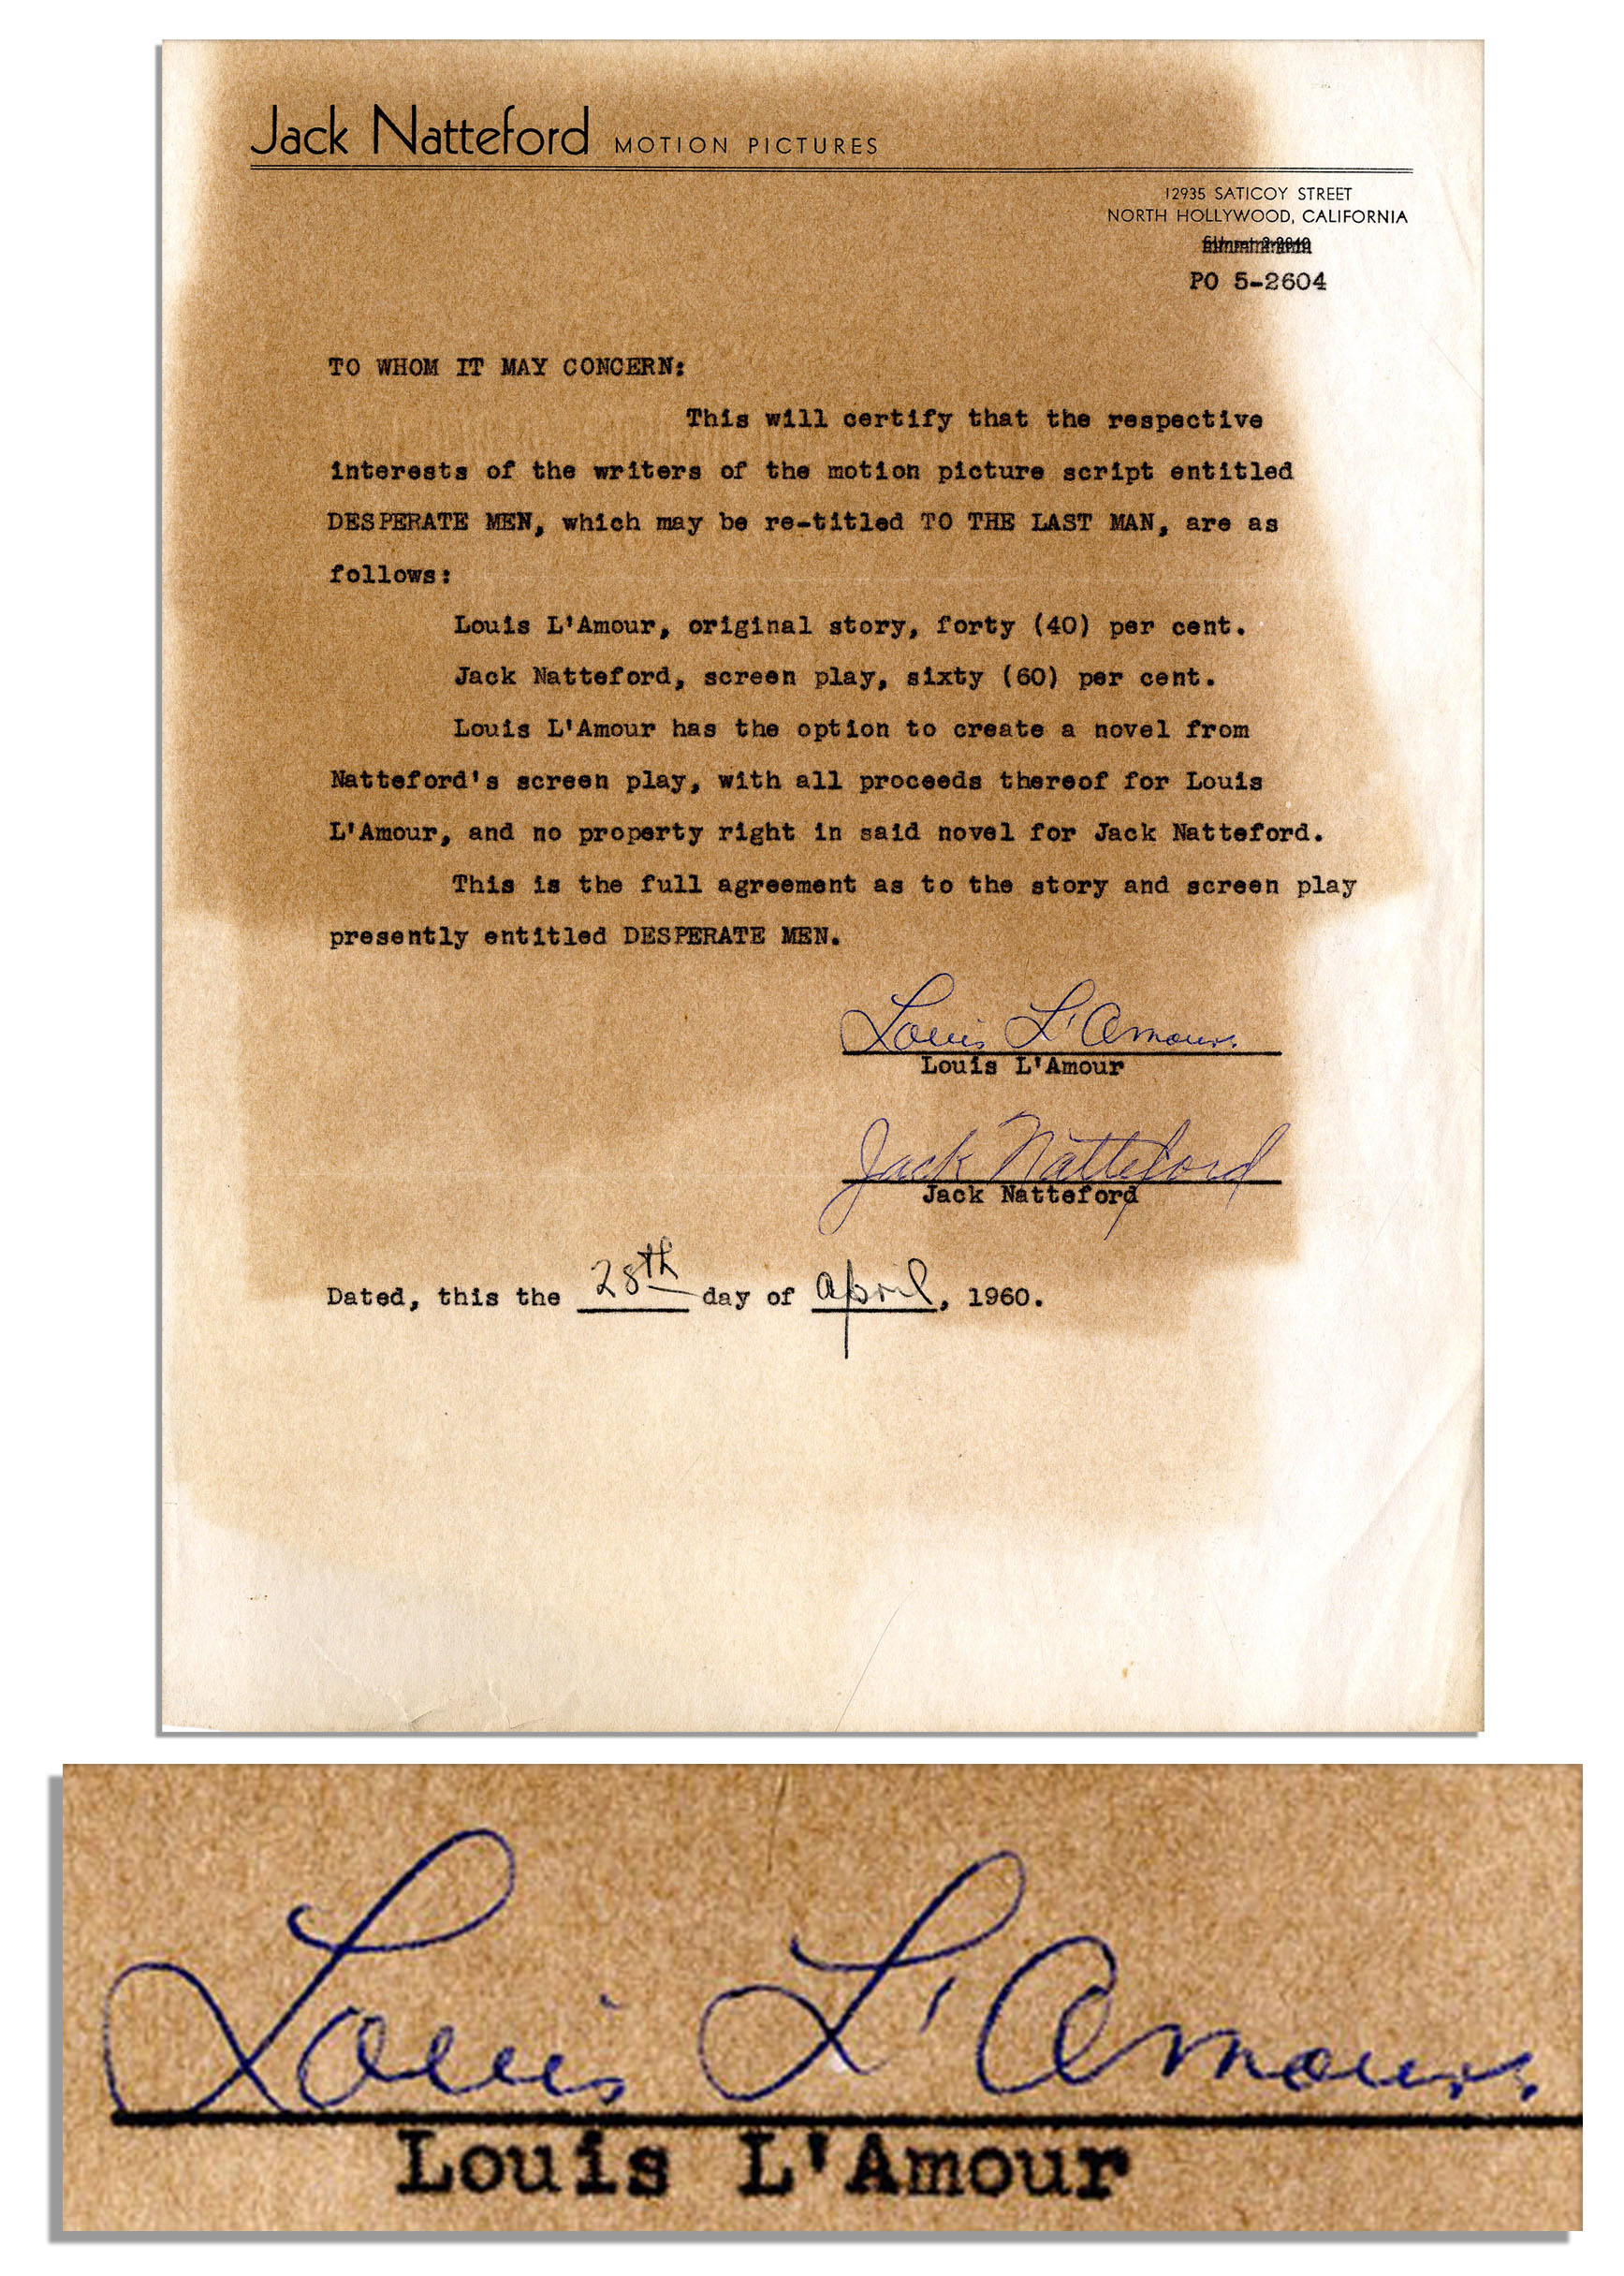 Jack Natteford MOTION PICTURES
12935 SATICOY STREET
NORTH HOLLYWOOD, CALIFORNIA
PO 5-2604
TO WHOM IT MAY CONCERN:
This will certify that the respective
interests of the writers of the motion picture script entitled
DESPERATE MEN, which may be re-titled TO THE LAST MAN, are as
follows:
Louis L'Amour, original story, forty (40) per cent.
Jack Natteford, screen play, sixty (60) per cent.
Louis L'Amour has the option to create a novel from
Natteford's screen play, with all proceeds thereof for Louis
L'Amour, and no property right in said novel for Jack Natteford.
This is the full agreement as to the story and screen play
presently entitled DESPERATE MEN.
Louis L'Amour
Louis L'Amour
Jack Natteford
Jack Natteford
Dated, this the 28th day of April, 1960.
Louis L'Amour
Louis L'Amour